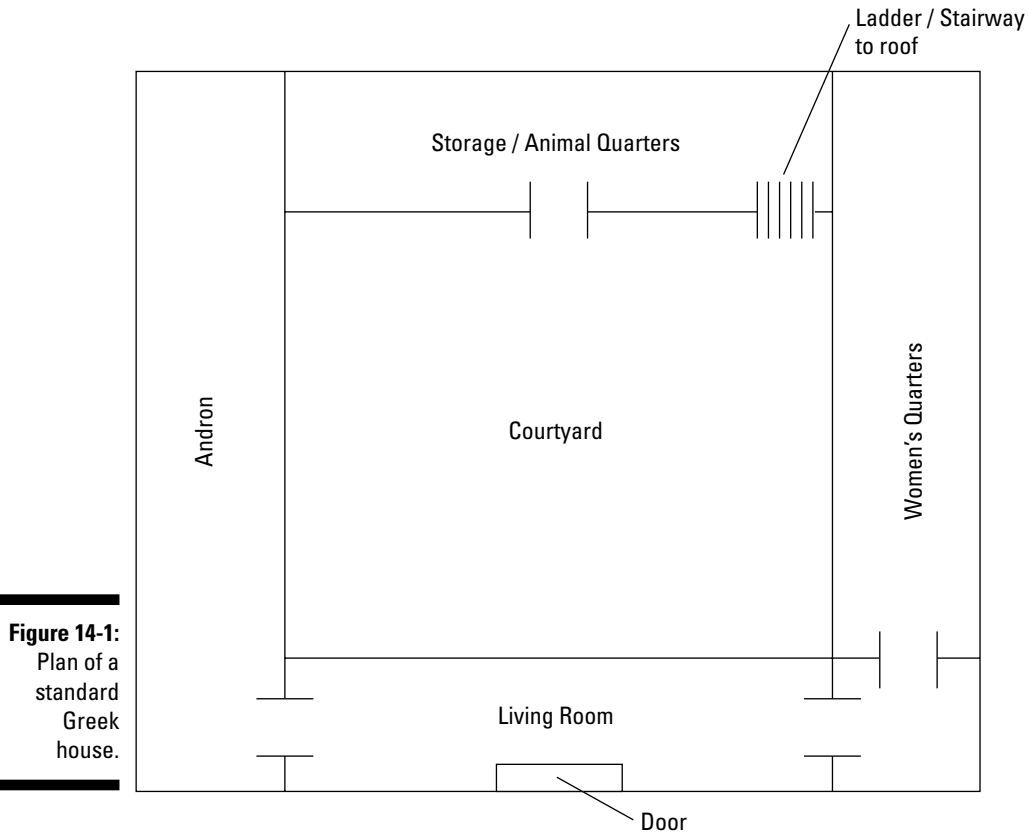 Ladder / Stairway
to roof
Storage / Animal Quarters
Andron
Courtyard
Women's Quarters
Figure 14-1:
Plan of a
standard
Greek
house.
Living Room
Door